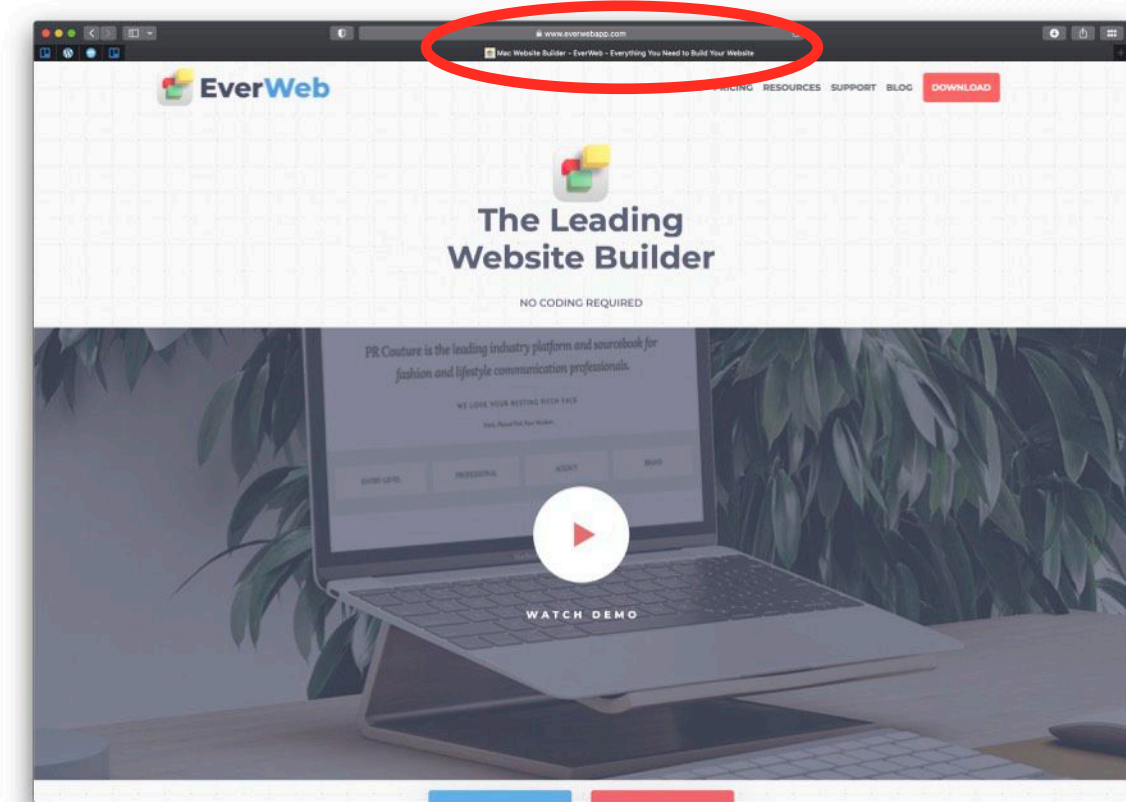 www.everwebapp.com
Mac Website Builder - EverWeb - Everything You Need to Build Your Website
EverWeb
PRICING RESOURCES SUPPORT BLOG DOWNLOAD
The Leading
Website Builder
NO CODING REQUIRED
PR Couture is the leading industry platform and sourcebook for
fashion and lifestyle communication professionals.
WE LOVE YOUR RESTING PITCH FACE
ENTRY-LEVEL PROFESSIONAL AGENCY BRAND
WATCH DEMO